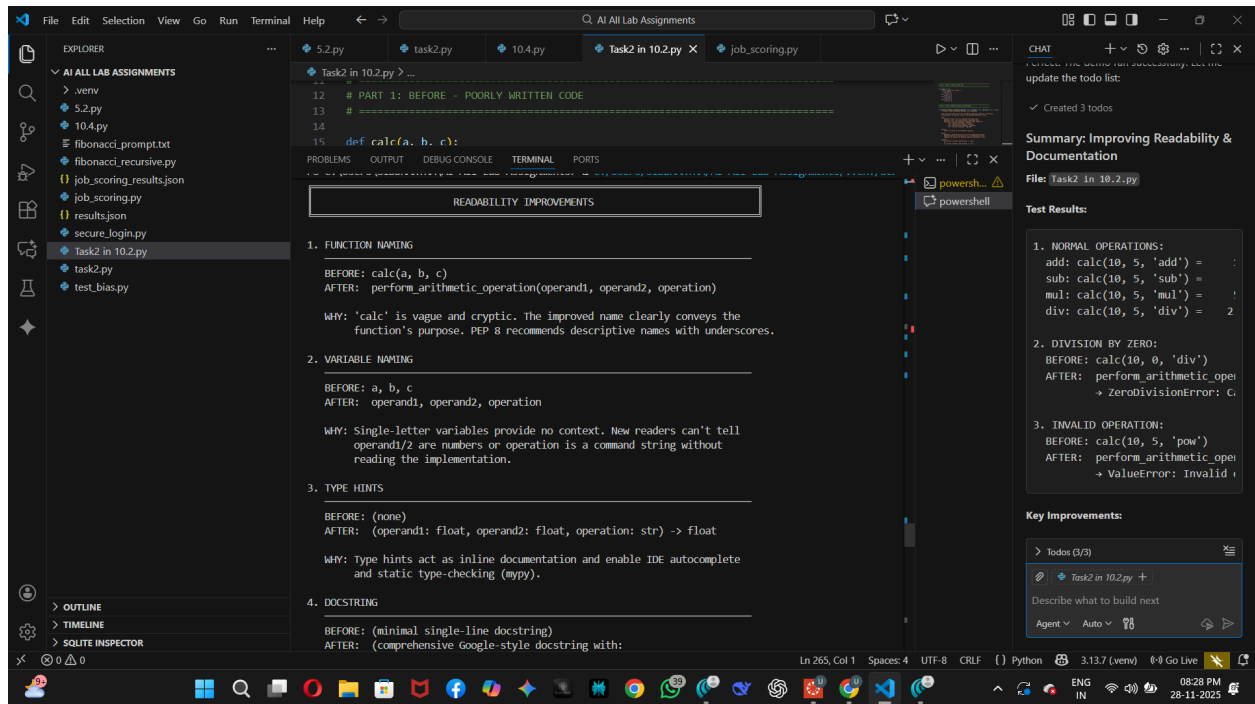 File Edit Selection View Go Run Terminal Help
AI All Lab Assignments
EXPLORER
AI ALL LAB ASSIGNMENTS
.venv
5.2.py
10.4.py
fibonacci_prompt.txt
fibonacci_recursive.py
job_scoring_results.json
job_scoring.py
results.json
secure_login.py
Task2 in 10.2.py
task2.py
test_bias.py
OUTLINE
TIMELINE
SQLITE INSPECTOR
5.2.py task2.py 10.4.py Task2 in 10.2.py job_scoring.py
Task2 in 10.2.py > ...
12 # PART 1: BEFORE - POORLY WRITTEN CODE
13 # ==============================================================================
14
15 def calc(a, b, c):
PROBLEMS OUTPUT DEBUG CONSOLE TERMINAL PORTS
READABILITY IMPROVEMENTS
1. FUNCTION NAMING
BEFORE: calc(a, b, c)
AFTER: perform_arithmetic_operation(operand1, operand2, operation)
WHY: 'calc' is vague and cryptic. The improved name clearly conveys the
function's purpose. PEP 8 recommends descriptive names with underscores.
2. VARIABLE NAMING
BEFORE: a, b, c
AFTER: operand1, operand2, operation
WHY: Single-letter variables provide no context. New readers can't tell
operand1/2 are numbers or operation is a command string without
reading the implementation.
3. TYPE HINTS
BEFORE: (none)
AFTER: (operand1: float, operand2: float, operation: str) -> float
WHY: Type hints act as inline documentation and enable IDE autocomplete
and static type-checking (mypy).
4. DOCSTRING
BEFORE: (minimal single-line docstring)
AFTER: (comprehensive Google-style docstring with:
powersh...
powershell
CHAT
update the todo list:
Created 3 todos
Summary: Improving Readability &
Documentation
File: Task2 in 10.2.py
Test Results:
1. NORMAL OPERATIONS:
add: calc(10, 5, 'add') =
sub: calc(10, 5, 'sub') =
mul: calc(10, 5, 'mul') =
div: calc(10, 5, 'div') = 2
2. DIVISION BY ZERO:
BEFORE: calc(10, 0, 'div')
AFTER: perform_arithmetic_oper
→ ZeroDivisionError: Ca
3. INVALID OPERATION:
BEFORE: calc(10, 5, 'pow')
AFTER: perform_arithmetic_oper
→ ValueError: Invalid
Key Improvements:
Todos (3/3)
Task2 in 10.2.py
Describe what to build next
Agent Auto
0 0 Ln 265, Col 1 Spaces: 4 UTF-8 CRLF {} Python 3.13.7 (.venv) Go Live
9+ 39 U U ENG 08:28 PM
IN 28-11-2025